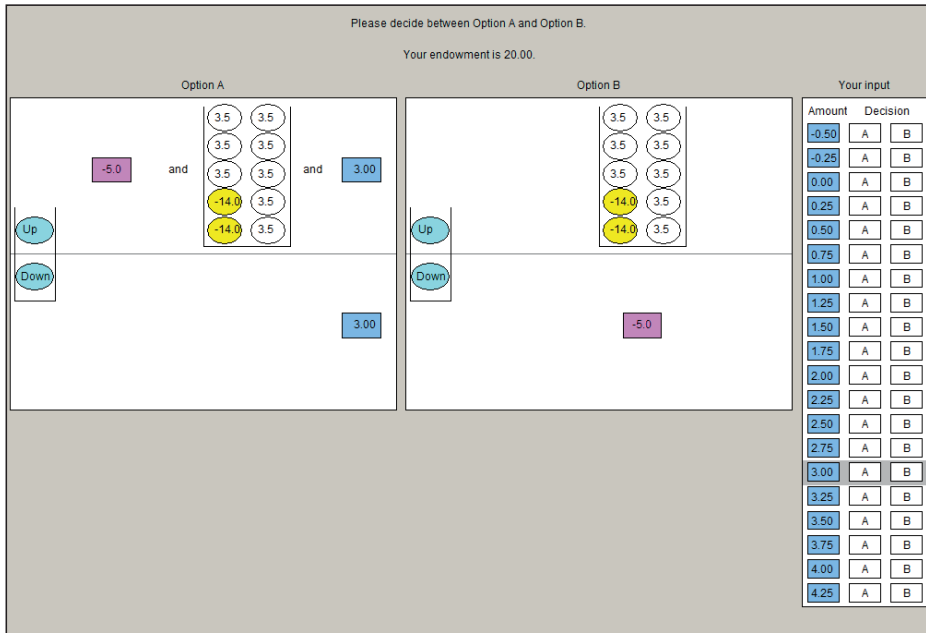 Please decide between Option A and Option B.
Your endowment is 20.00.
Option A
3.5 3.5
3.5 3.5
-5.0 and 3.5 3.5 and 3.00
-14.0 3.5
Up -14.0 3.5
Down
3.00
Option B
3.5 3.5
3.5 3.5
3.5 3.5
-14.0 3.5
Up -14.0 3.5
Down
-5.0
Your input
Amount Decision
-0.50 A B
-0.25 A B
0.00 A B
0.25 A B
0.50 A B
0.75 A B
1.00 A B
1.25 A B
1.50 A B
1.75 A B
2.00 A B
2.25 A B
2.50 A B
2.75 A B
3.00 A B
3.25 A B
3.50 A B
3.75 A B
4.00 A B
4.25 A B